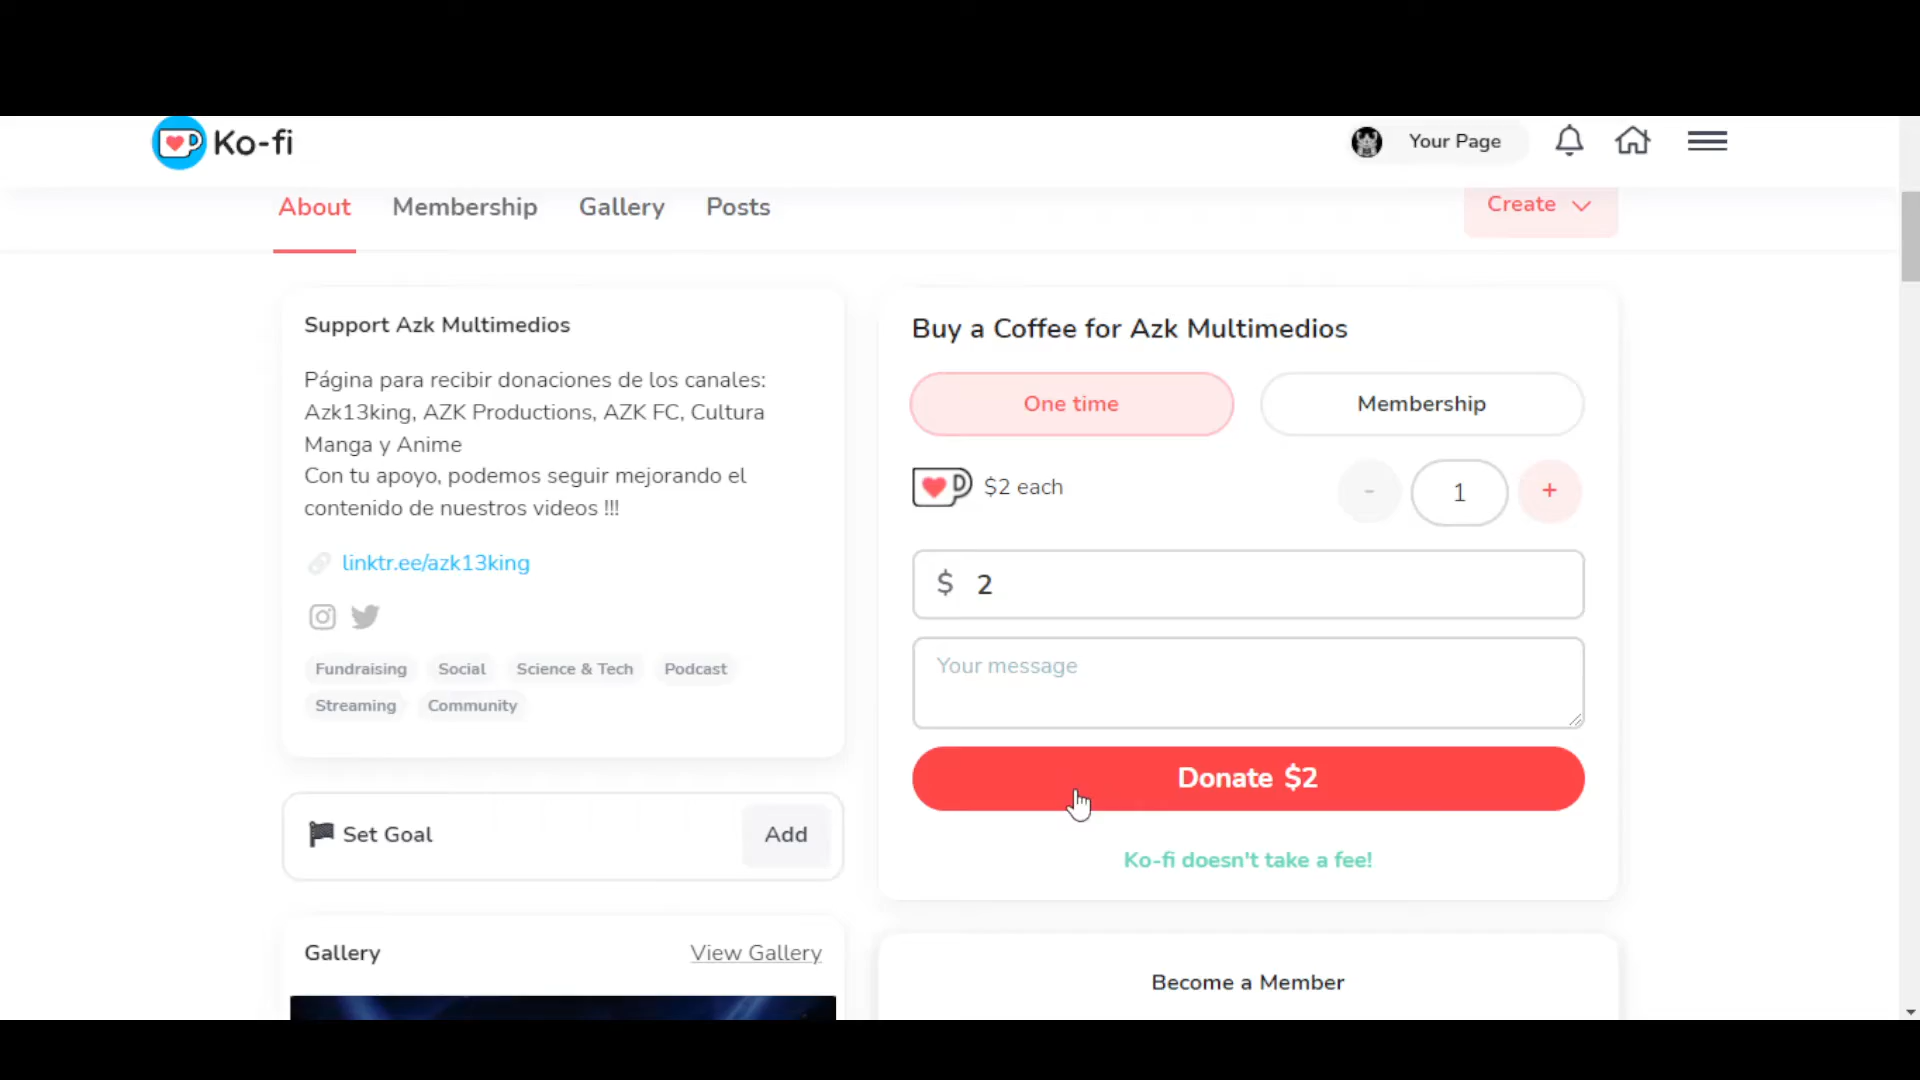 Ko-fi
Your Page
About
Membership
Gallery
Posts
Create
Support Azk Multimedios
Página para recibir donaciones de los canales:
Azk13king, AZK Productions, AZK FC, Cultura
Manga y Anime
Con tu apoyo, podemos seguir mejorando el
contenido de nuestros videos !!!
linktr.ee/azk13king
Fundraising
Social
Science & Tech
Podcast
Streaming
Community
Set Goal
Add
Gallery
View Gallery
Buy a Coffee for Azk Multimedios
One time
Membership
$2 each
-
1
+
$ 2
Your message
Donate $2
Ko-fi doesn't take a fee!
Become a Member